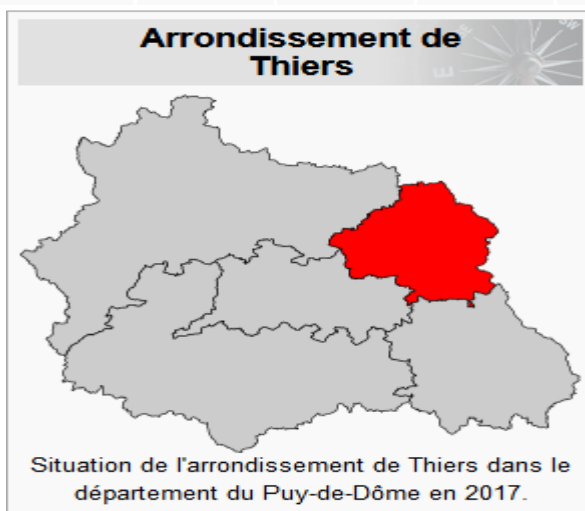 Arrondissement de
Thiers
Situation de l'arrondissement de Thiers dans le
département du Puy-de-Dôme en 2017.